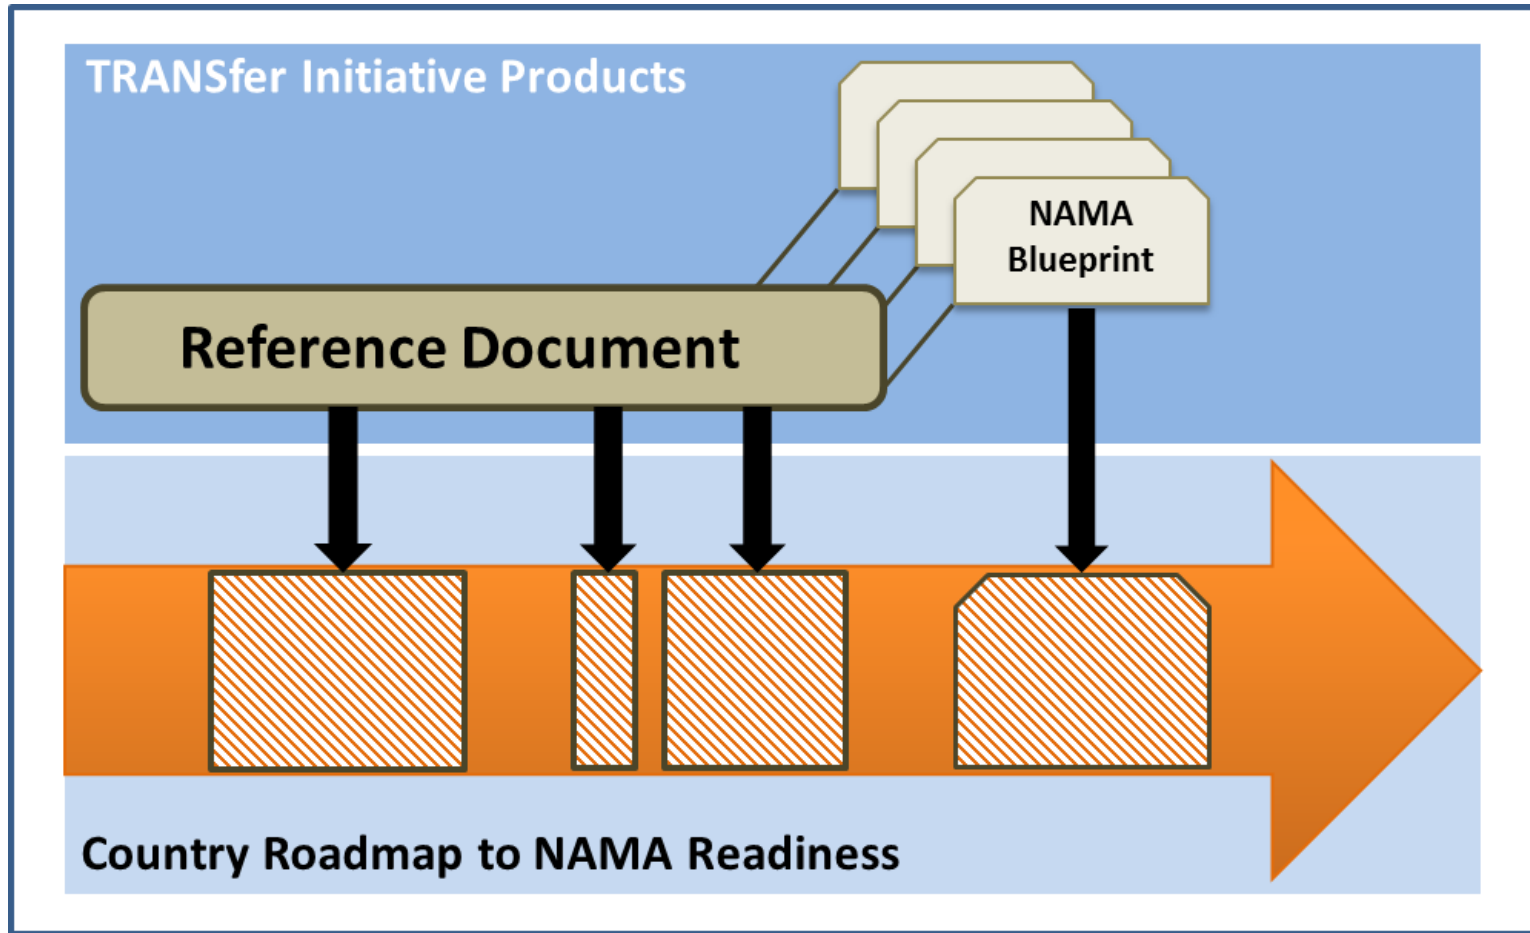 TRANSfer Initiative Products
NAMA
Blueprint
Reference Document
Country Roadmap to NAMA Readiness